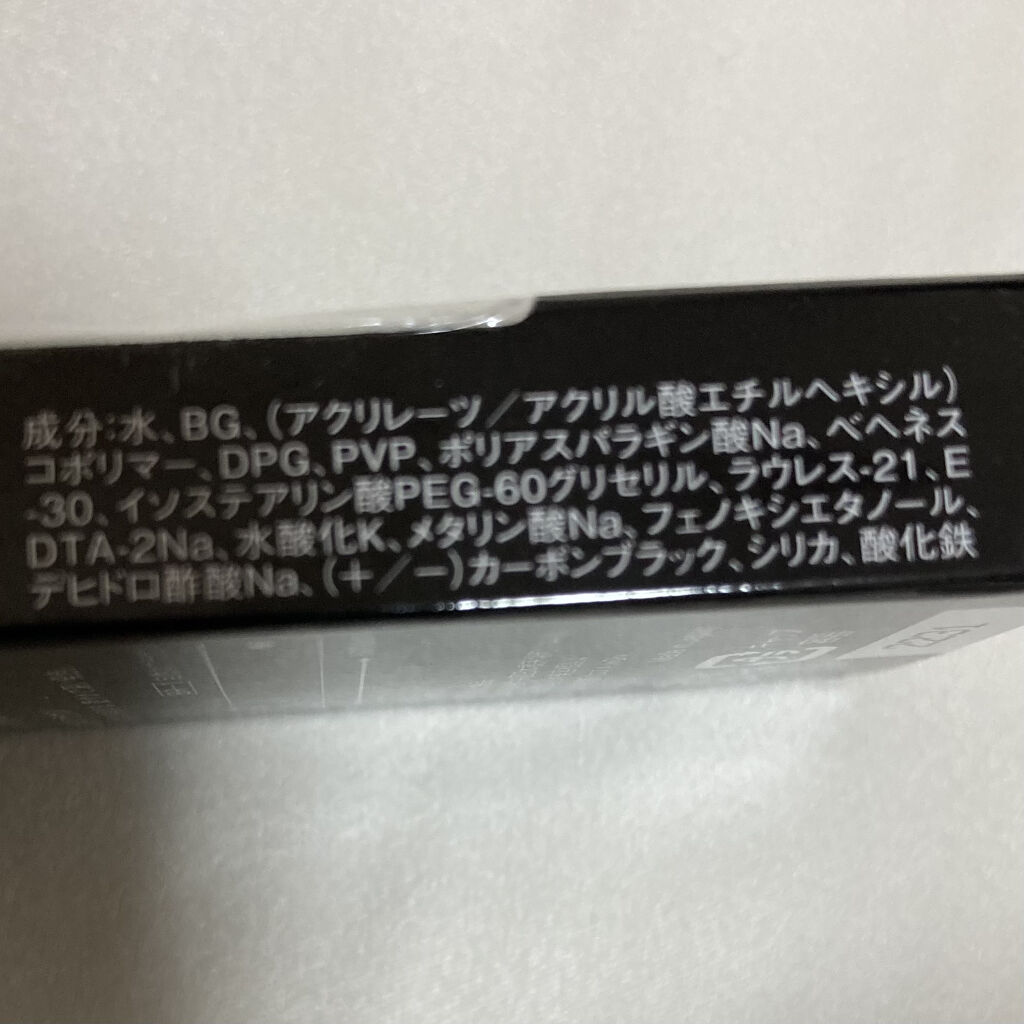 成分:水、BG、(アクリレーツ/アクリル酸エチルヘキシル)
コポリマー、DPG、PVP、ポリアスパラギン酸Na、ベヘネス
-30、イソステアリン酸PEG-60グリセリル、ラウレス-21、E
DTA-2Na、水酸化K、メタリン酸Na、フェノキシエタノール、
デヒドロ酢酸Na、(+/-)カーボンブラック、シリカ、酸化鉄